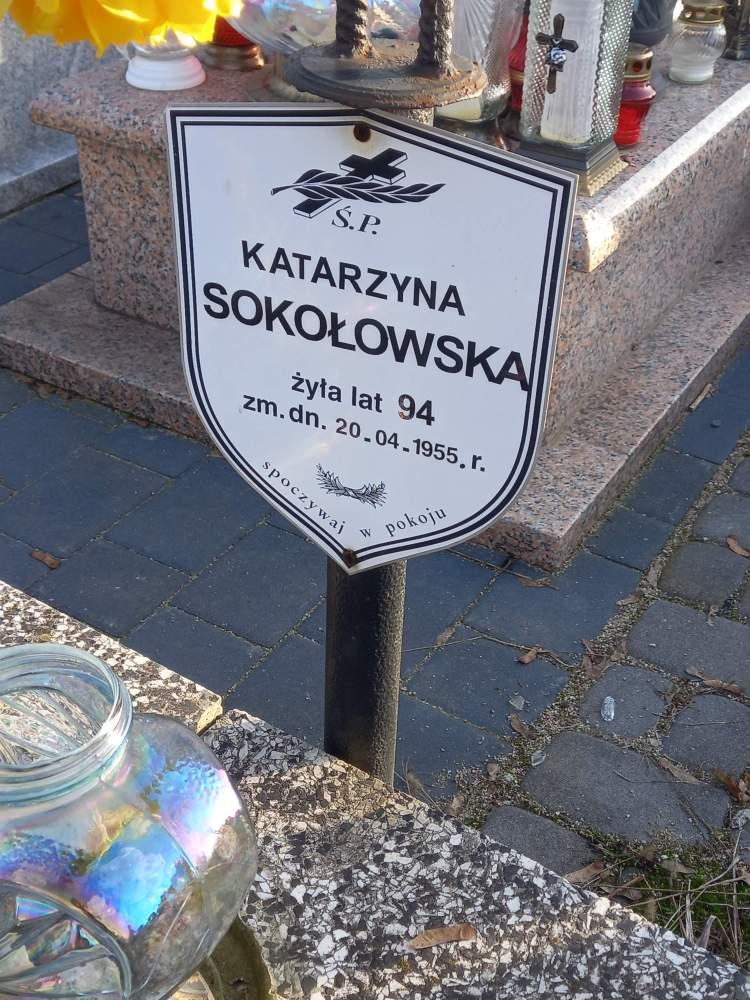 Ś.P.
KATARZYNA
SOKOŁOWSKA
żyła lat 94
zm. dn. 20-04-1955. r.
spoczywaj w pokoju